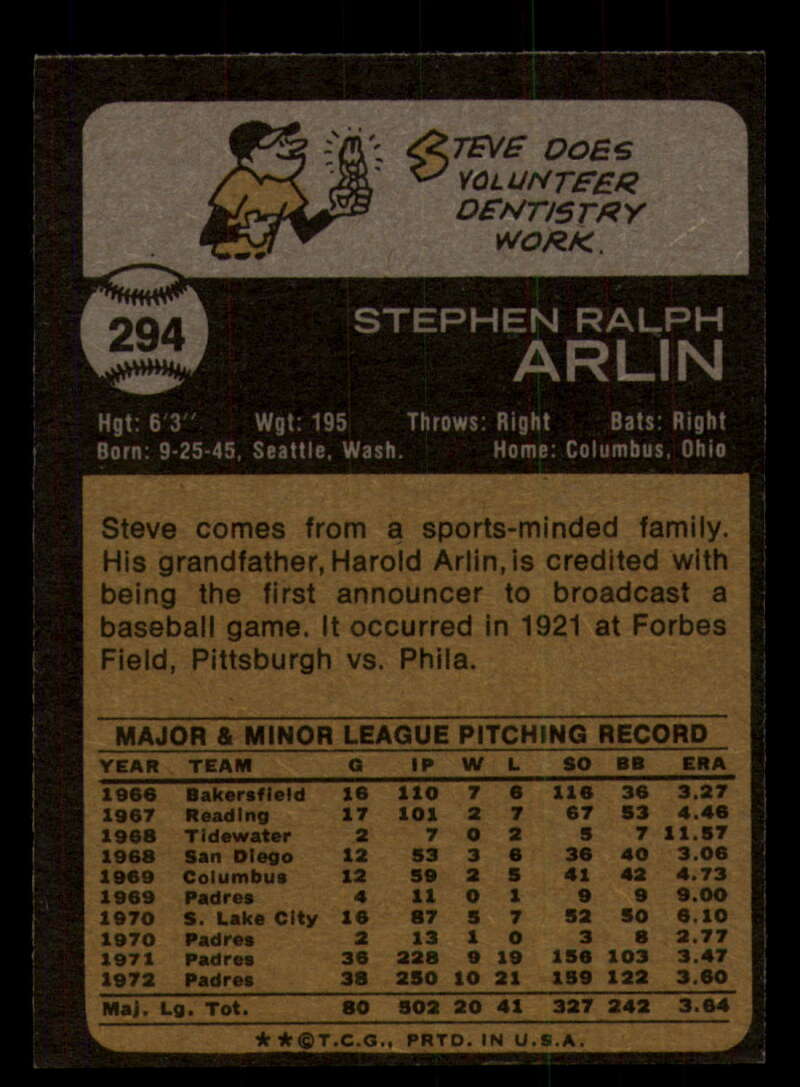 STEVE DOES
VOLUNTEER
DENTISTRY
WORK.
294
STEPHEN RALPH
ARLIN
Hgt: 6'3" Wgt: 195 Throws: Right Bats: Right
Born: 9-25-45, Seattle, Wash. Home: Columbus, Ohio
Steve comes from a sports-minded family.
His grandfather, Harold Arlin, is credited with
being the first announcer to broadcast a
baseball game. It occurred in 1921 at Forbes
Field, Pittsburgh vs. Phila.
MAJOR & MINOR LEAGUE PITCHING RECORD
YEAR TEAM G IP W L SO BB ERA
1966 Bakersfield 16 110 7 6 116 36 3.27
1967 Reading 17 101 2 7 67 53 4.46
1968 Tidewater 2 7 0 2 5 7 11.57
1968 San Diego 12 53 3 6 36 40 3.06
1969 Columbus 12 59 2 5 41 42 4.73
1969 Padres 4 11 0 1 9 9 9.00
1970 S. Lake City 16 87 5 7 52 50 6.10
1970 Padres 2 13 1 0 3 8 2.77
1971 Padres 36 228 9 19 156 103 3.47
1972 Padres 38 250 10 21 159 122 3.60
Maj. Lg. Tot. 80 502 20 41 327 242 3.64
★★©T.C.G., PRTD. IN U.S.A.